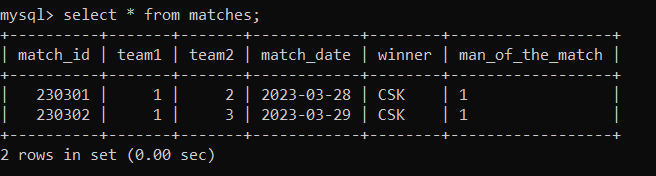 mysql> select * from matches;
+----------+-------+-------+------------+--------+------------------+
| match_id | team1 | team2 | match_date | winner | man_of_the_match |
+----------+-------+-------+------------+--------+------------------+
|   230301 |     1 |     2 | 2023-03-28 | CSK    | 1                |
|   230302 |     1 |     3 | 2023-03-29 | CSK    | 1                |
+----------+-------+-------+------------+--------+------------------+
2 rows in set (0.00 sec)